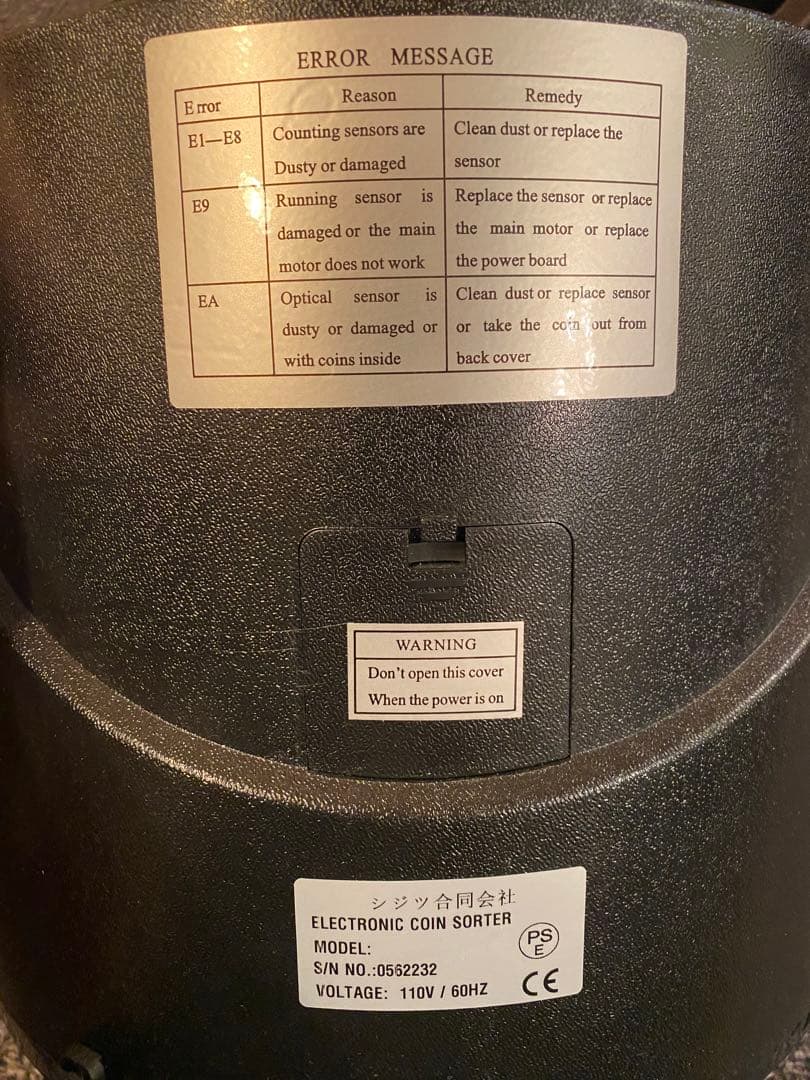 ERROR MESSAGE
Error Reason Remedy
E1—E8 Counting sensors are Clean dust or replace the
Dusty or damaged sensor
E9 Running sensor is Replace the sensor or replace
damaged or the main the main motor or replace
motor does not work the power board
EA Optical sensor is Clean dust or replace sensor
dusty or damaged or or take the coin out from
with coins inside back cover
WARNING
Don't open this cover
When the power is on
シジツ合同会社
ELECTRONIC COIN SORTER
MODEL:
S/N NO.:0562232
VOLTAGE: 110V / 60HZ
PS
E
CE